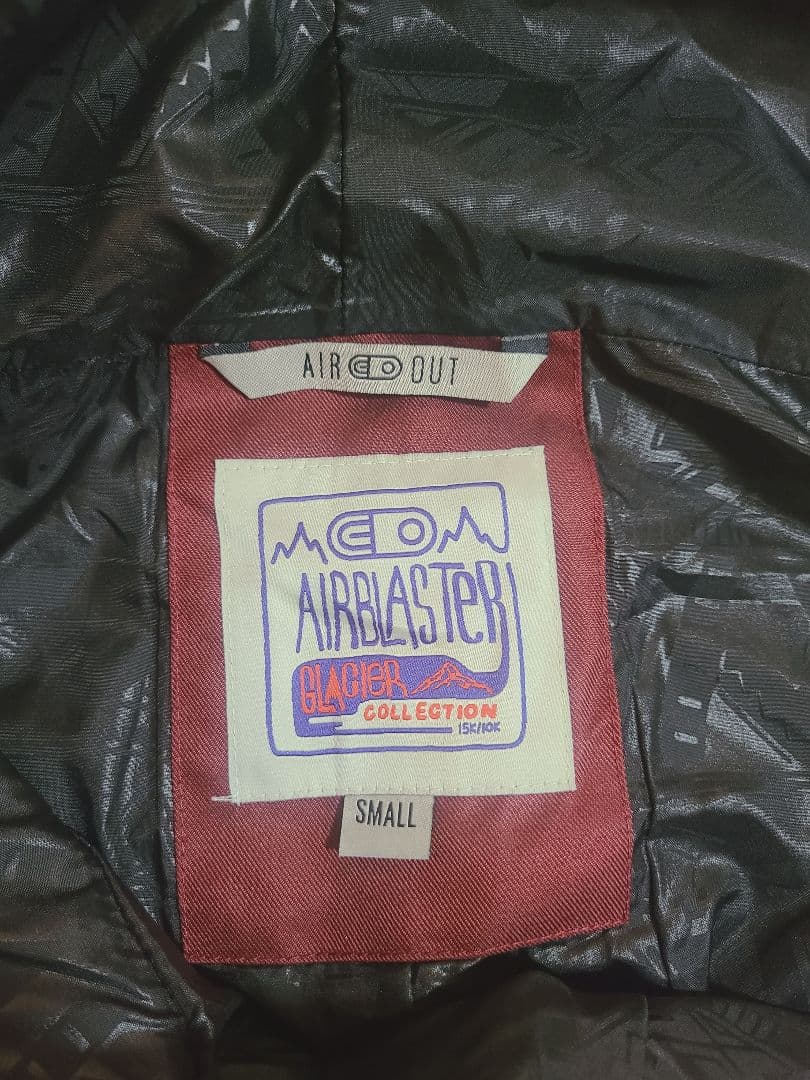 AIR OUT
AIRBLASTER
GLACIER
COLLECTION
15K/10K
SMALL